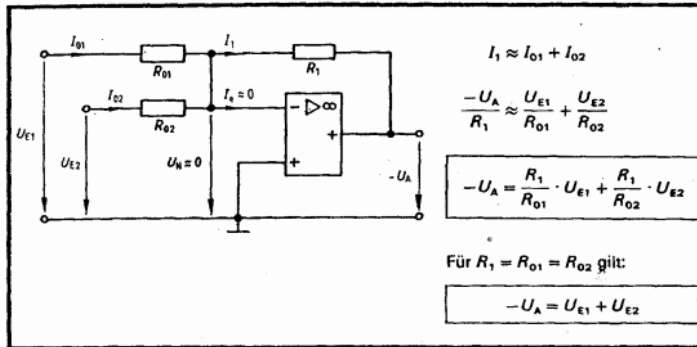 I01
I1
R01
R1
I02
Ie ≈ 0
R02
- ▷ ∞
+
+
UE1
UE2
UN ≈ 0
-UA
I1 ≈ I01 + I02
-UA/R1 ≈ UE1/R01 + UE2/R02
-UA = R1/R01 · UE1 + R1/R02 · UE2
Für R1 = R01 = R02 gilt:
-UA = UE1 + UE2